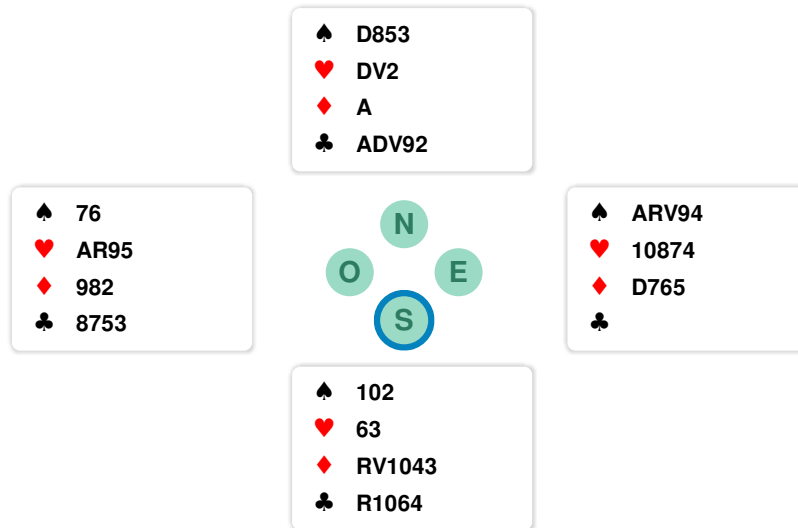 ♠ D853
♥ DV2
♦ A
♣ ADV92
♠ 76
♥ AR95
♦ 982
♣ 8753
N
O E
S
♠ ARV94
♥ 10874
♦ D765
♣
♠ 102
♥ 63
♦ RV1043
♣ R1064